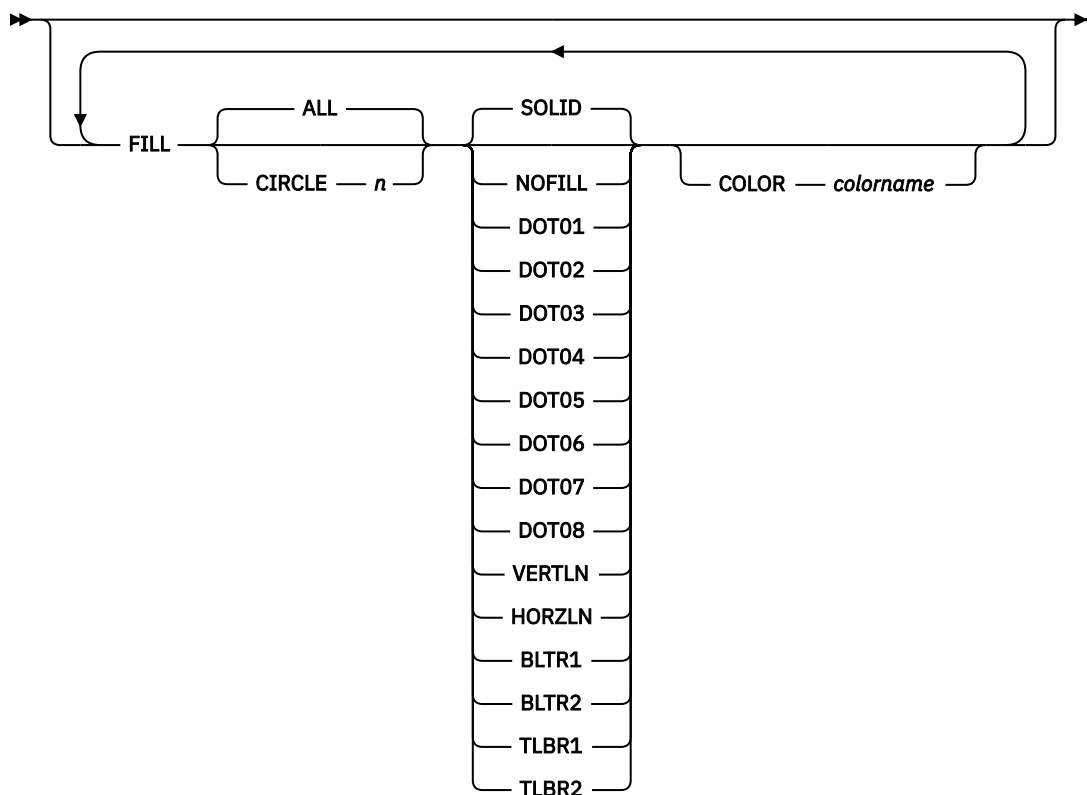 ALL
SOLID
FILL
CIRCLE n
NOFILL
COLOR colorname
DOT01
DOT02
DOT03
DOT04
DOT05
DOT06
DOT07
DOT08
VERTLN
HORZLN
BLTR1
BLTR2
TLBR1
TLBR2